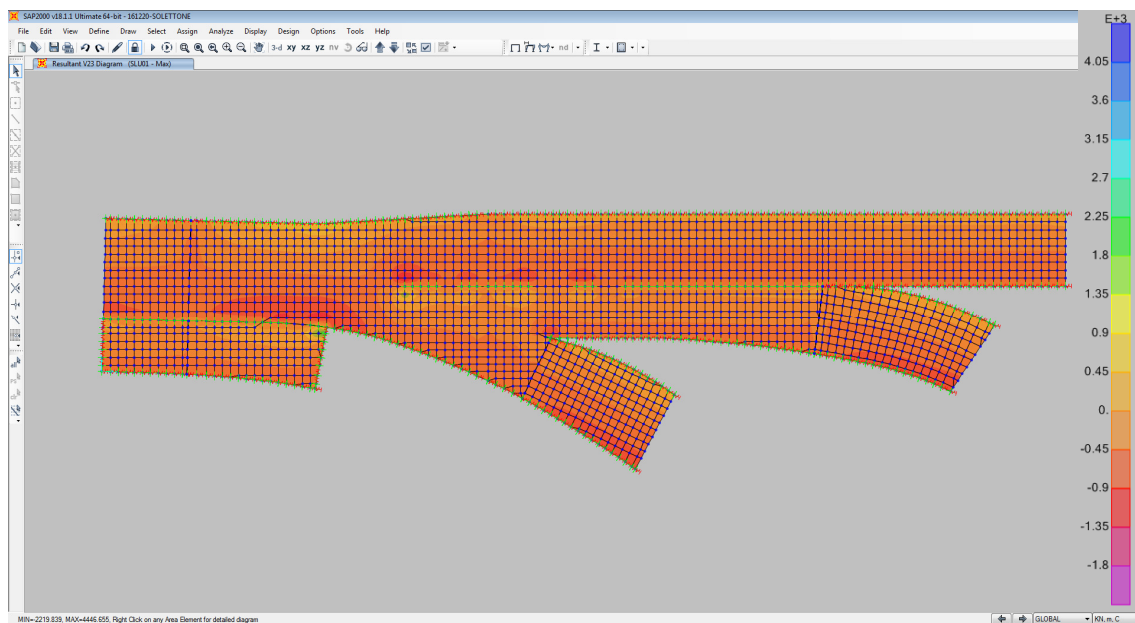 SAP2000 v18.1.1 Ultimate 64-bit - 161220-SOLETTONE
File Edit View Define Draw Select Assign Analyze Display Design Options Tools Help
3-d xy xz yz nv nd
Resultant V23 Diagram (SLU01 - Max)
E+3
4.05
3.6
3.15
2.7
2.25
1.8
1.35
0.9
0.45
0.
-0.45
-0.9
-1.35
-1.8
MIN=-2219.839, MAX=4446.655, Right Click on any Area Element for detailed diagram
GLOBAL
KN, m, C